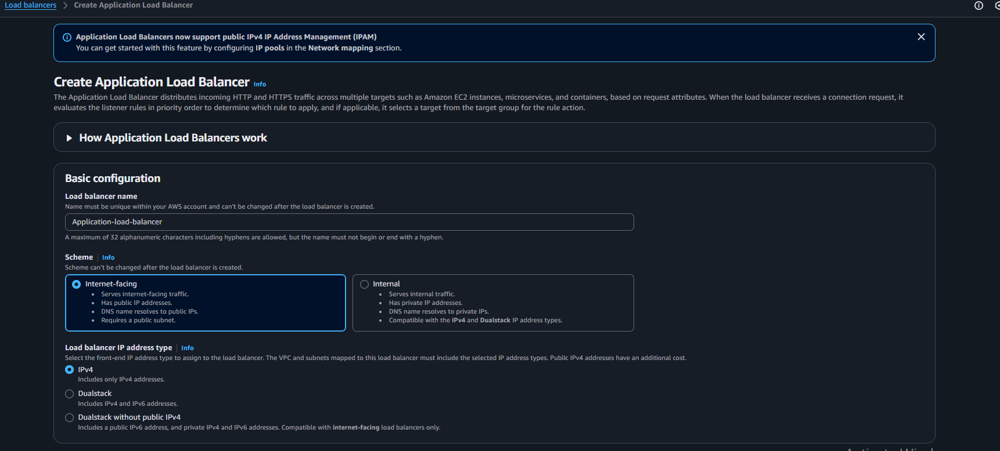 Load balancers > Create Application Load Balancer
Application Load Balancers now support public IPv4 IP Address Management (IPAM)
You can get started with this feature by configuring IP pools in the Network mapping section.
Create Application Load Balancer Info
The Application Load Balancer distributes incoming HTTP and HTTPS traffic across multiple targets such as Amazon EC2 instances, microservices, and containers, based on request attributes. When the load balancer receives a connection request, it
evaluates the listener rules in priority order to determine which rule to apply, and if applicable, it selects a target from the target group for the rule action.
How Application Load Balancers work
Basic configuration
Load balancer name
Name must be unique within your AWS account and can't be changed after the load balancer is created.
Application-load-balancer
A maximum of 32 alphanumeric characters including hyphens are allowed, but the name must not begin or end with a hyphen.
Scheme Info
Scheme can't be changed after the load balancer is created.
Internet-facing
• Serves internet-facing traffic.
• Has public IP addresses.
• DNS name resolves to public IPs.
• Requires a public subnet.
Internal
• Serves internal traffic.
• Has private IP addresses.
• DNS name resolves to private IPs.
• Compatible with the IPv4 and Dualstack IP address types.
Load balancer IP address type Info
Select the front-end IP address type to assign to the load balancer. The VPC and subnets mapped to this load balancer must include the selected IP address types. Public IPv4 addresses have an additional cost.
IPv4
Includes only IPv4 addresses.
Dualstack
Includes IPv4 and IPv6 addresses.
Dualstack without public IPv4
Includes a public IPv6 address, and private IPv4 and IPv6 addresses. Compatible with internet-facing load balancers only.